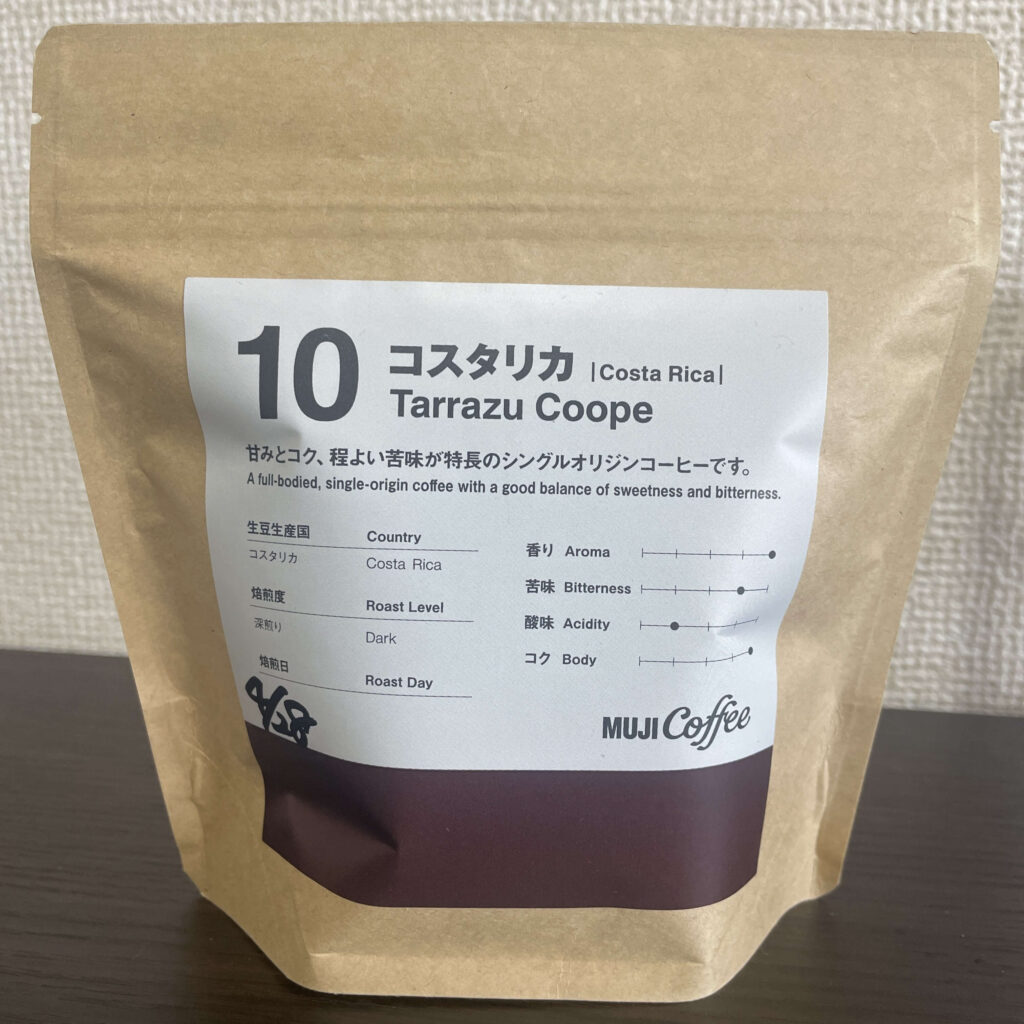 10 コスタリカ |Costa Rica|
Tarrazu Coope
甘みとコク、程よい苦味が特長のシングルオリジンコーヒーです。
A full-bodied, single-origin coffee with a good balance of sweetness and bitterness.
生豆生産国 Country
コスタリカ Costa Rica
焙煎度 Roast Level
深煎り Dark
焙煎日 Roast Day
香り Aroma
苦味 Bitterness
酸味 Acidity
コク Body
MUJI Coffee